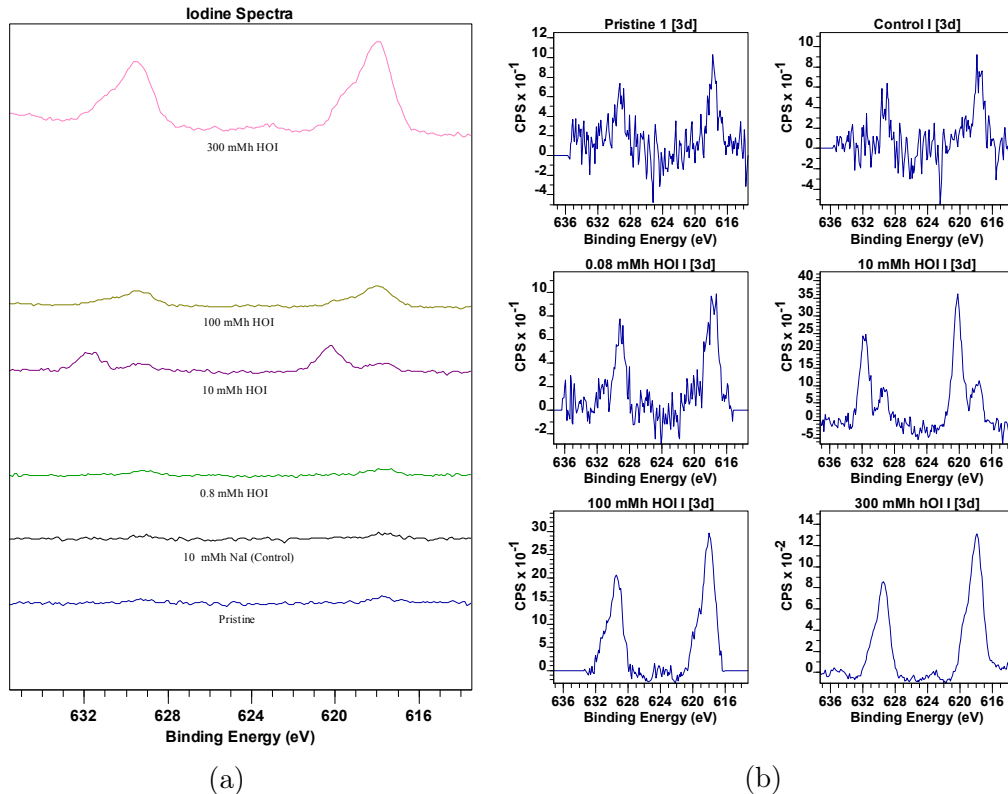 Iodine Spectra
300 mMh HOI
100 mMh HOI
10 mMh HOI
0.8 mMh HOI
10 mMh NaI (Control)
Pristine
632 628 624 620 616
Binding Energy (eV)
(a)
Pristine 1 [3d]
CPS x 10⁻¹
12
10
8
6
4
2
0
-2
-4
636 632 628 624 620 616
Binding Energy (eV)
Control I [3d]
CPS x 10⁻¹
10
8
6
4
2
0
-2
-4
636 632 628 624 620 616
Binding Energy (eV)
0.08 mMh HOI I [3d]
CPS x 10⁻¹
10
8
6
4
2
0
-2
636 632 628 624 620 616
Binding Energy (eV)
10 mMh HOI I [3d]
CPS x 10⁻¹
40
35
30
25
20
15
10
5
0
-5
636 632 628 624 620 616
Binding Energy (eV)
100 mMh HOI I [3d]
CPS x 10⁻¹
30
25
20
15
10
5
0
636 632 628 624 620 616
Binding Energy (eV)
300 mMh hOI I [3d]
CPS x 10⁻²
14
12
10
8
6
4
2
0
636 632 628 624 620 616
Binding Energy (eV)
(b)